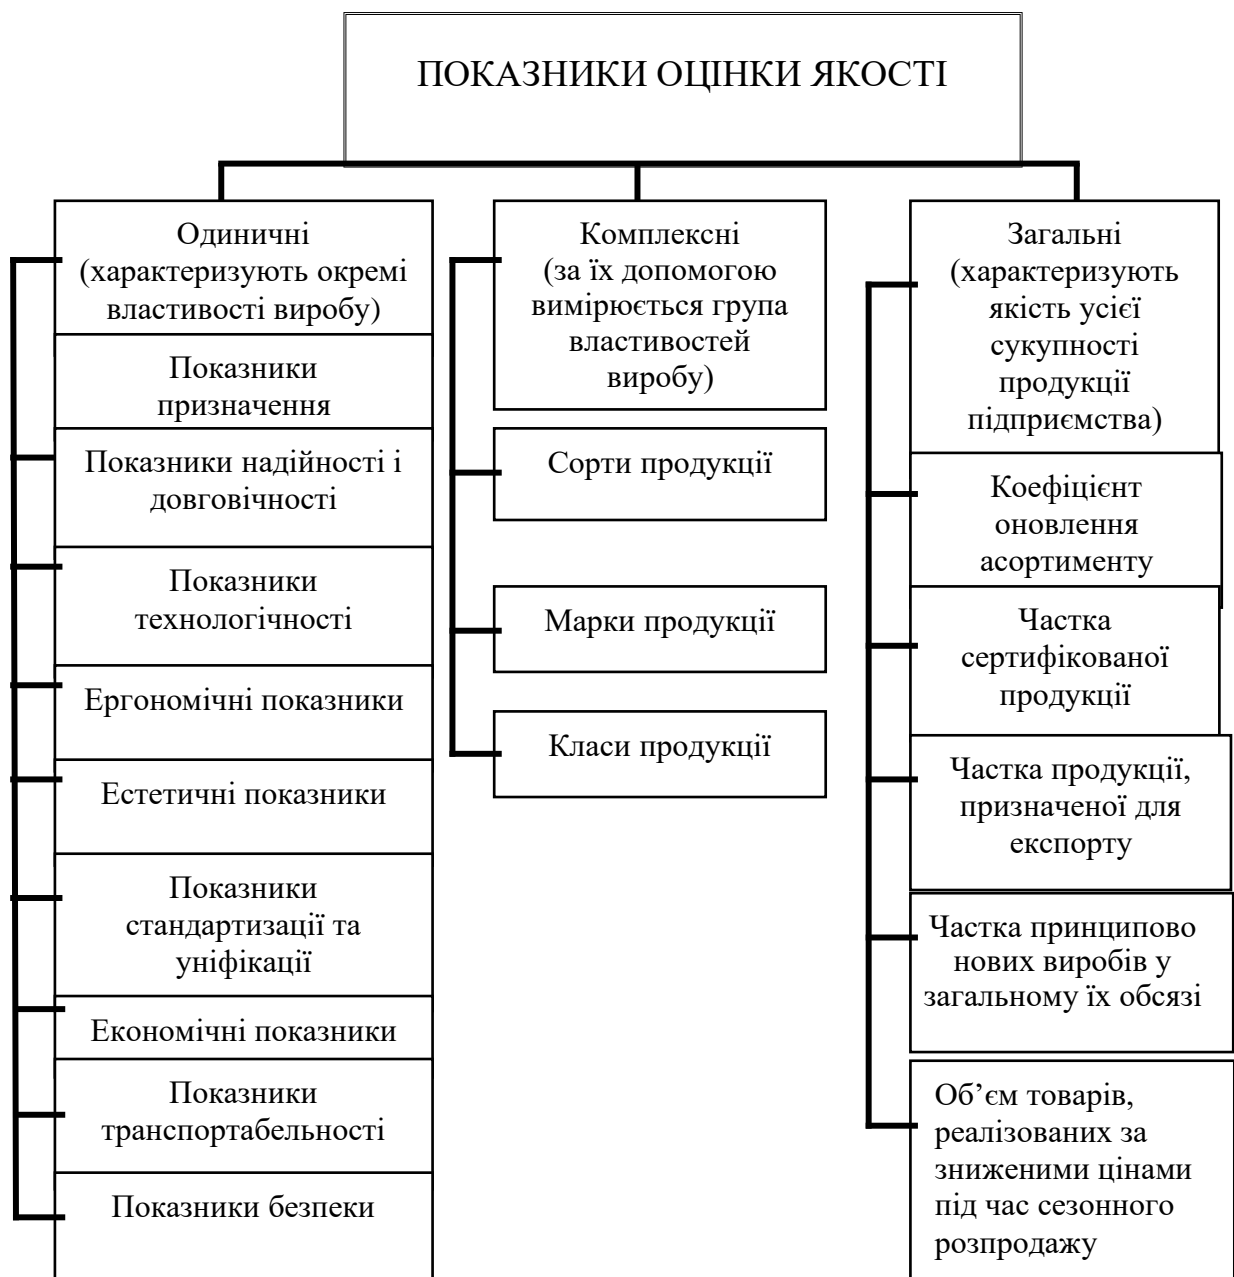 ПОКАЗНИКИ ОЦІНКИ ЯКОСТІ
Одиничні
(характеризують окремі
властивості виробу)
Показники
призначення
Показники надійності і
довговічності
Показники
технологічності
Ергономічні показники
Естетичні показники
Показники
стандартизації та
уніфікації
Економічні показники
Показники
транспортабельності
Показники безпеки
Комплексні
(за їх допомогою
вимірюється група
властивостей
виробу)
Сорти продукції
Марки продукції
Класи продукції
Загальні
(характеризують
якість усієї
сукупності
продукції
підприємства)
Коефіцієнт
оновлення
асортименту
Частка
сертифікованої
продукції
Частка продукції,
призначеної для
експорту
Частка принципово
нових виробів у
загальному їх обсязі
Об’єм товарів,
реалізованих за
зниженими цінами
під час сезонного
розпродажу